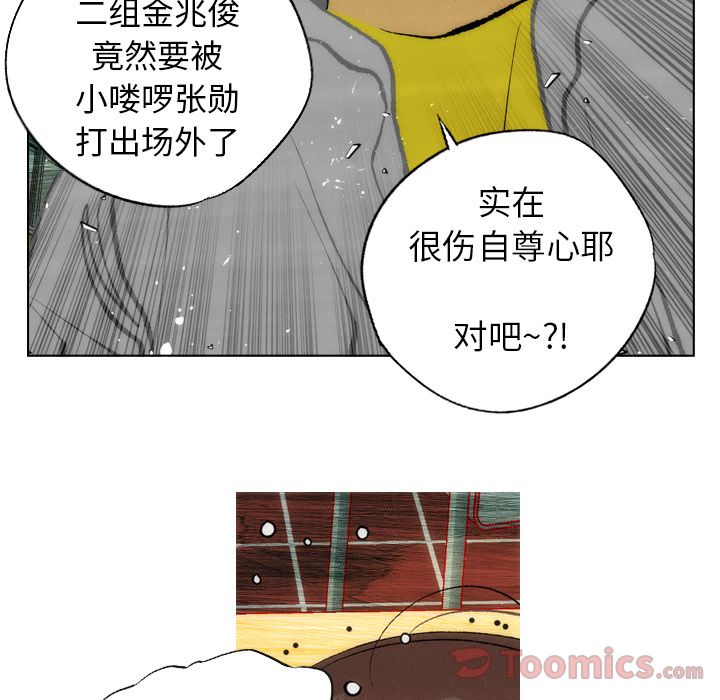 二组金兆俊
竟然要被
小喽啰张勋
打出场外了
实在
很伤自尊心耶
对吧~?!
Toomics.com